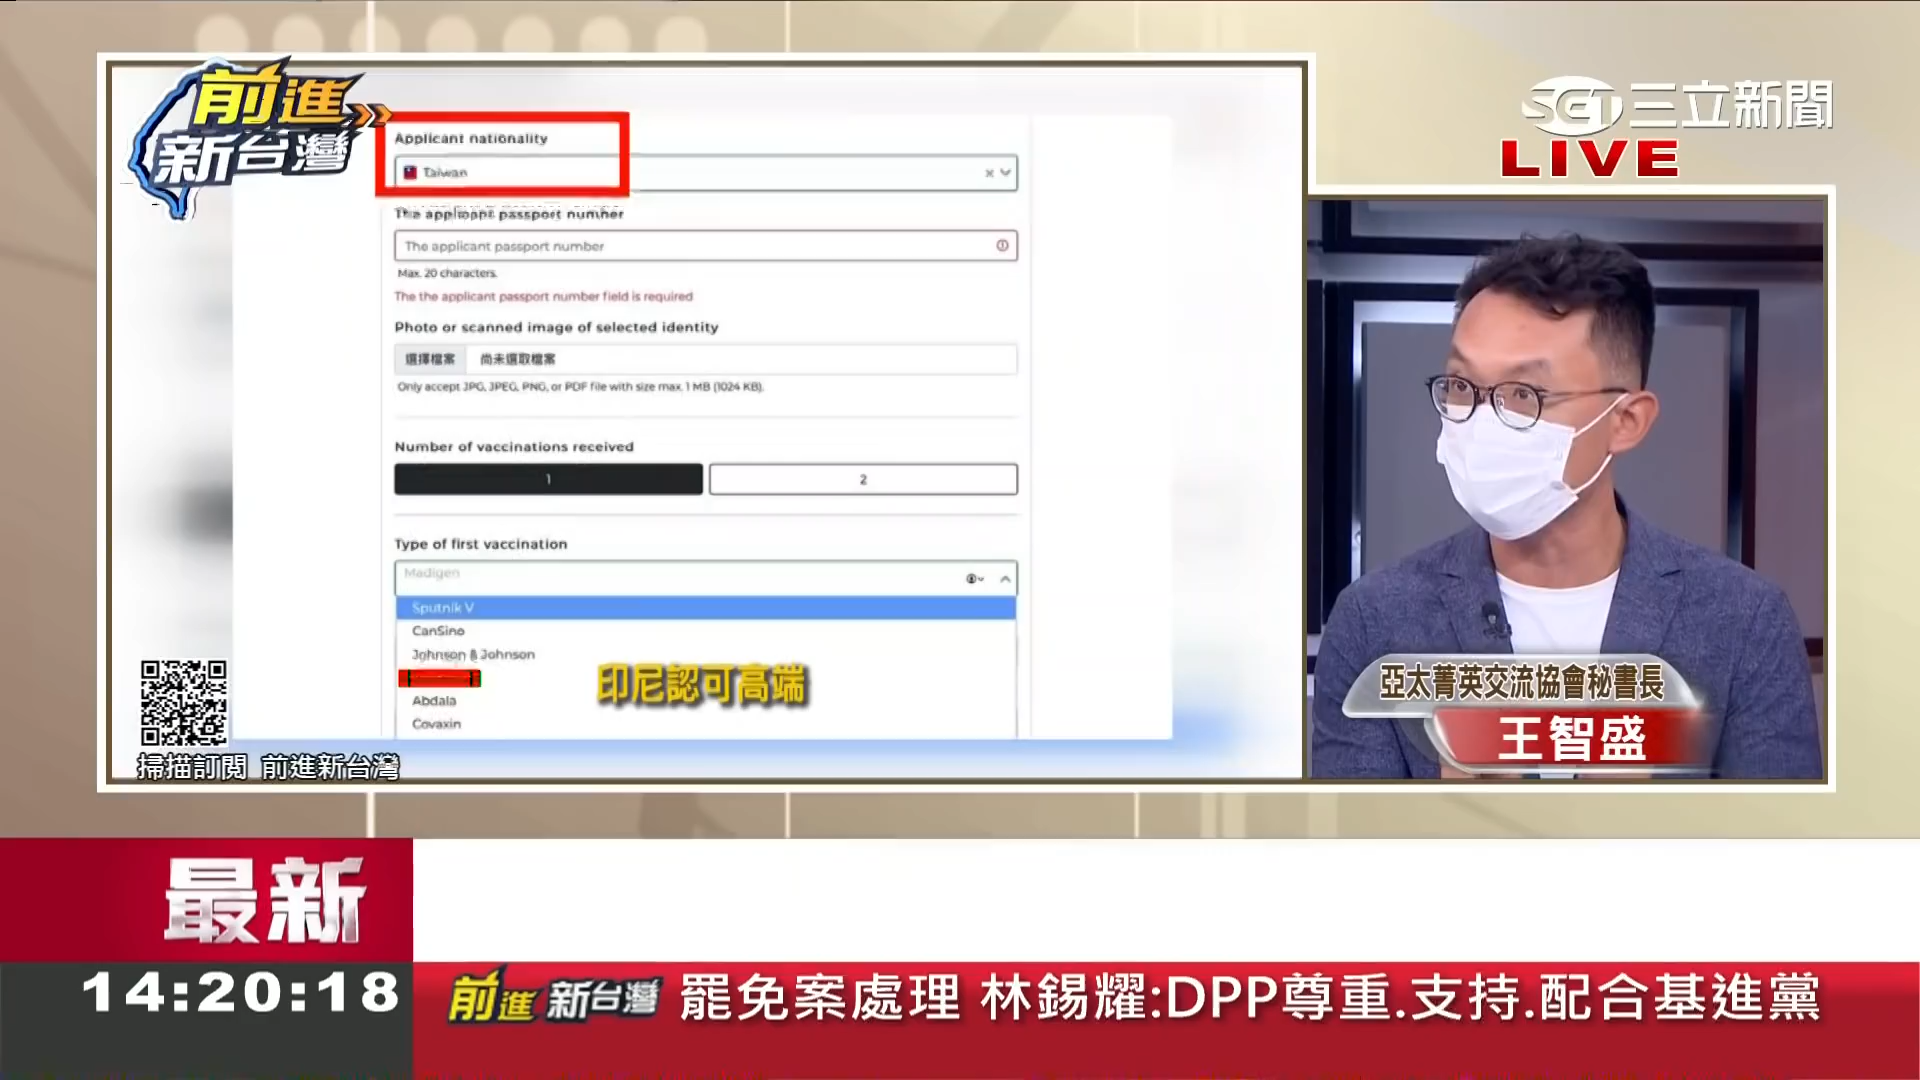 前進
新台灣
SET三立新聞
LIVE
Applicant nationality
Taiwan
The applicant passport number
The applicant passport number
Max. 20 characters.
The the applicant passport number field is required
Photo or scanned image of selected identity
選擇檔案 尚未選取檔案
Only accept JPG, JPEG, PNG, or PDF file with size max. 1 MB (1024 KB).
Number of vaccinations received
1 2
Type of first vaccination
Madigen
Sputnik V
CanSino
Johnson & Johnson
Abdala
Covaxin
印尼認可高端
掃描訂閱 前進新台灣
亞太菁英交流協會秘書長
王智盛
最新
14:20:18
前進新台灣 罷免案處理 林錫耀:DPP尊重.支持.配合基進黨